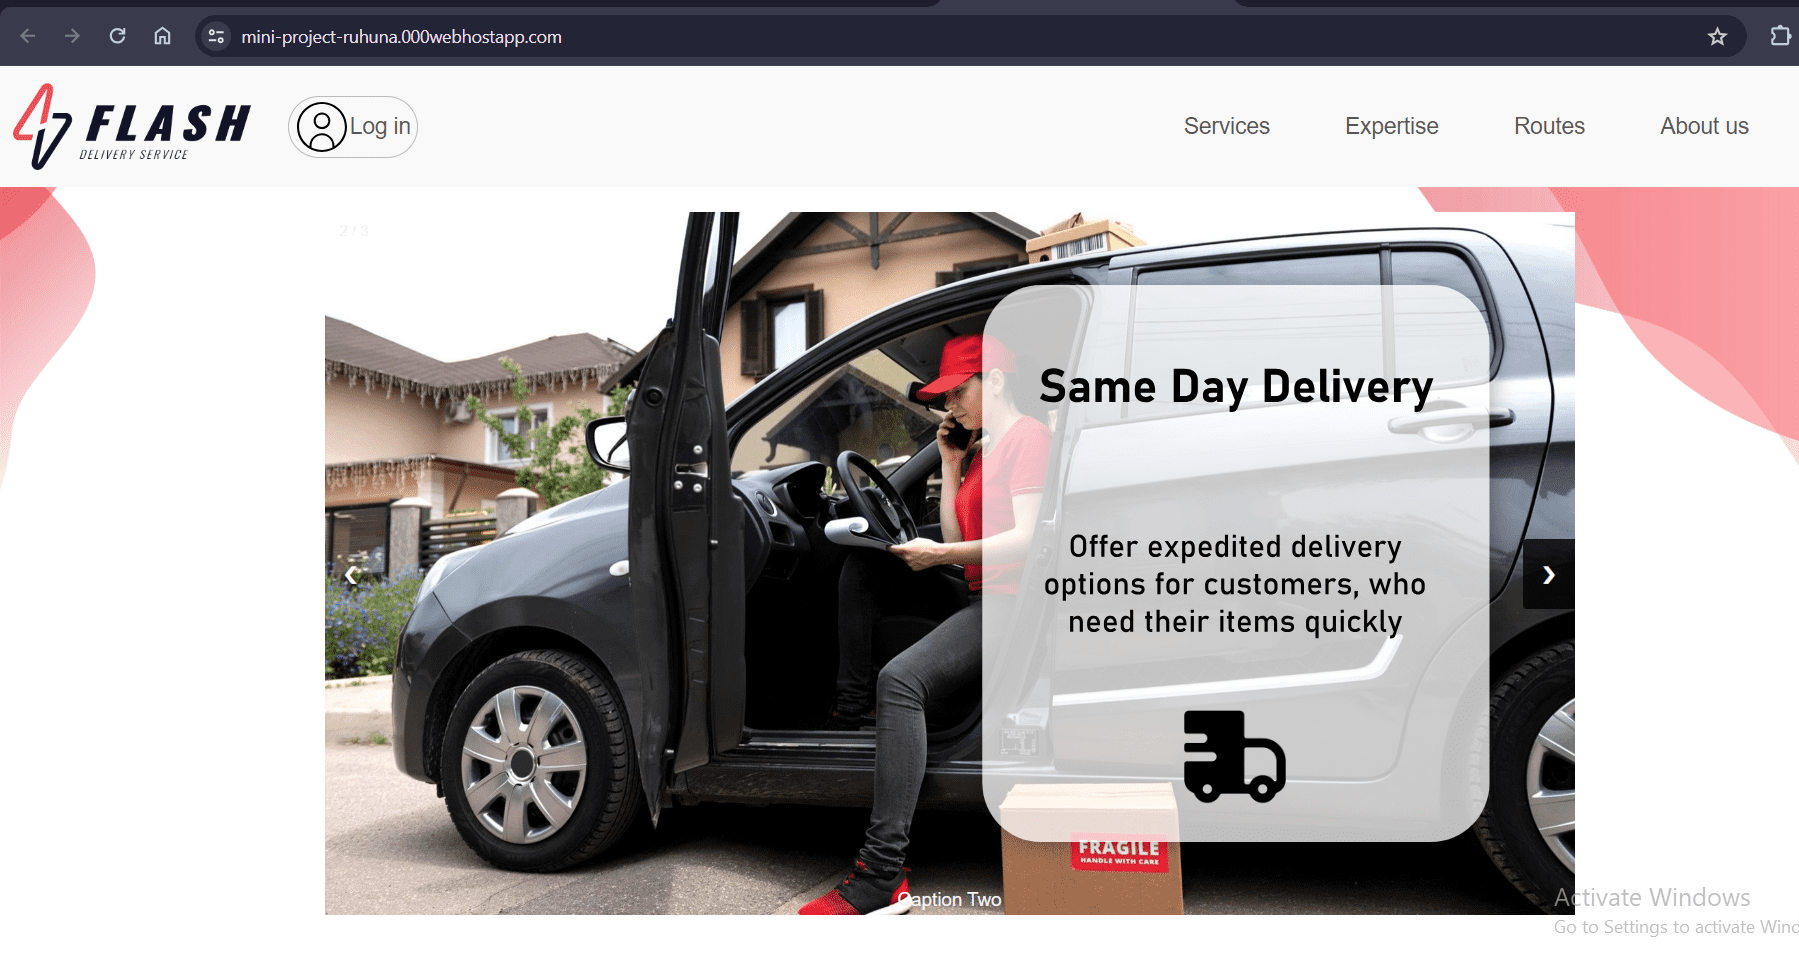 mini-project-ruhuna.000webhostapp.com
FLASH
DELIVERY SERVICE
Log in
Services
Expertise
Routes
About us
2 / 3
Same Day Delivery
Offer expedited delivery
options for customers, who
need their items quickly
❮
❯
FRAGILE
HANDLE WITH CARE
Caption Two
Activate Windows
Go to Settings to activate Wind